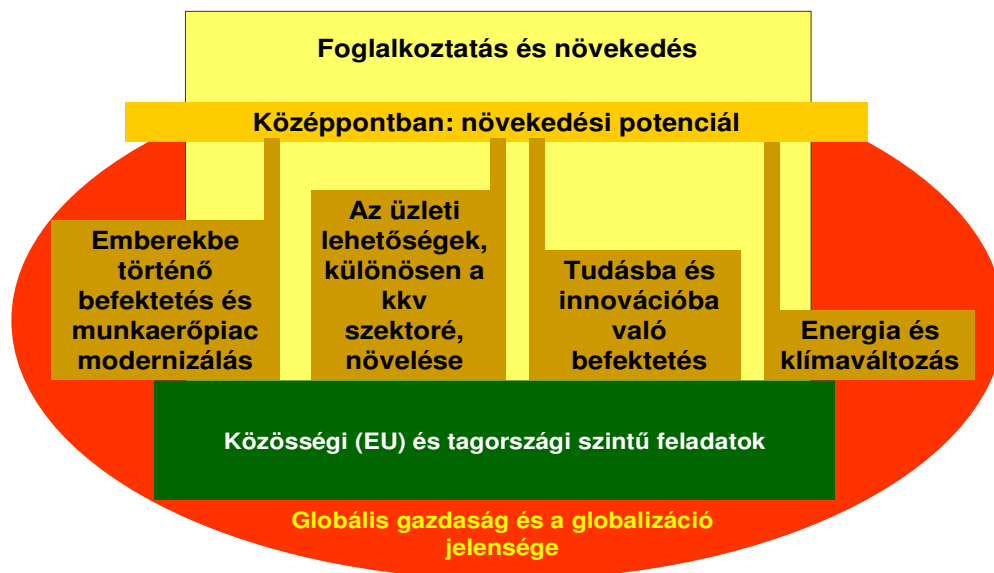 Foglalkoztatás és növekedés
Középpontban: növekedési potenciál
Emberekbe
történő
befektetés és
munkaerőpiac
modernizálás
Az üzleti
lehetőségek,
különösen a
kkv
szektoré,
növelése
Tudásba és
innovációba
való
befektetés
Energia és
klímaváltozás
Közösségi (EU) és tagországi szintű feladatok
Globális gazdaság és a globalizáció
jelensége